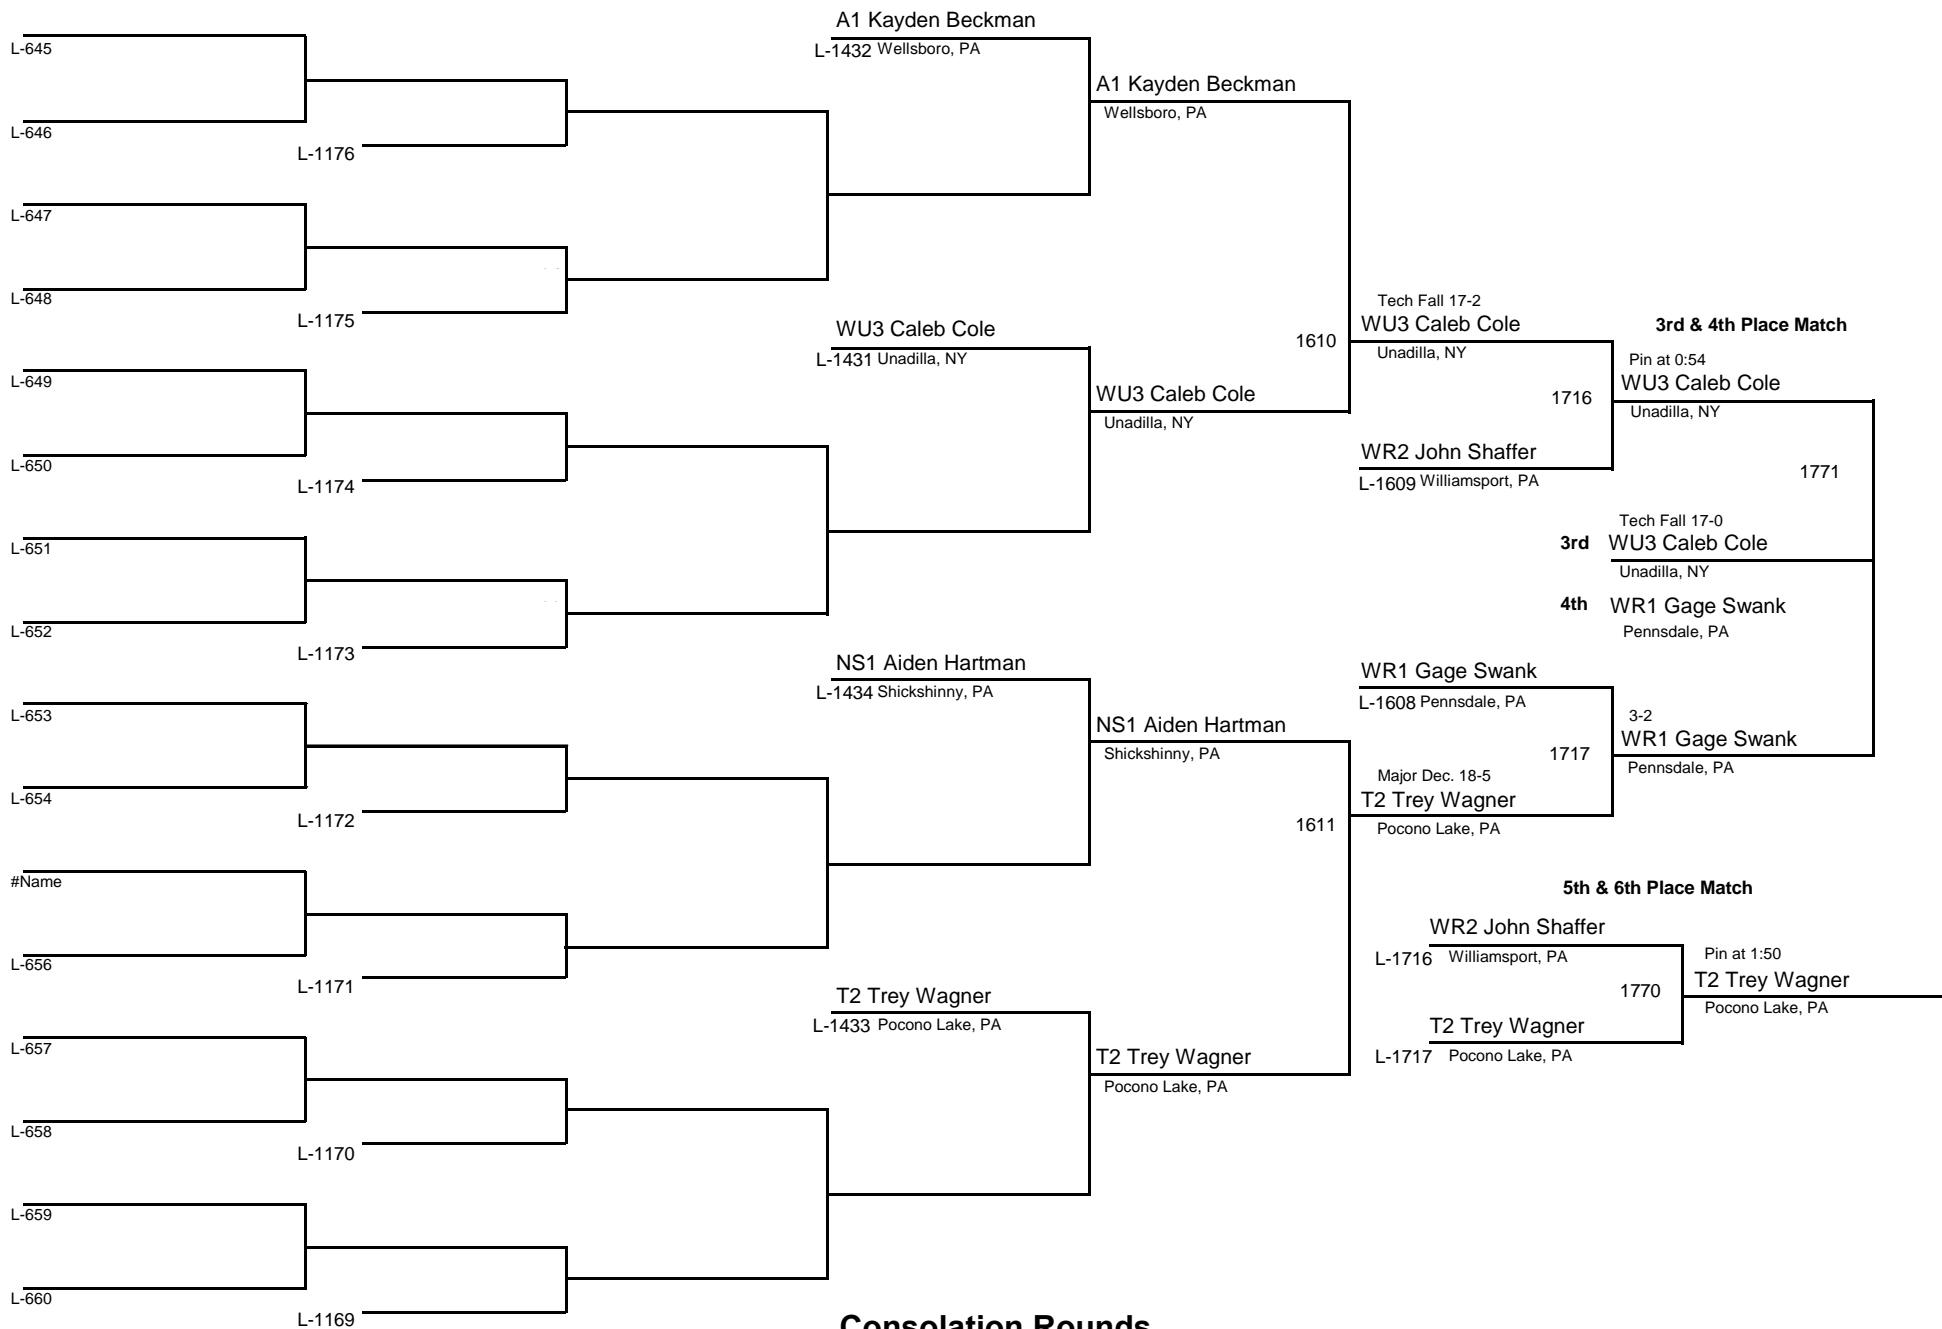 A1 Kayden Beckman
L-645
L-1432 Wellsboro, PA
A1 Kayden Beckman
Wellsboro, PA
L-646
L-1176
L-647
L-648
L-1175
Tech Fall 17-2
WU3 Caleb Cole
WU3 Caleb Cole
3rd & 4th Place Match
1610
L-1431 Unadilla, NY
Unadilla, NY
Pin at 0:54
L-649
WU3 Caleb Cole
WU3 Caleb Cole
1716
Unadilla, NY
Unadilla, NY
WR2 John Shaffer
L-650
1771
L-1174
L-1609 Williamsport, PA
Tech Fall 17-0
L-651
3rd WU3 Caleb Cole
Unadilla, NY
4th WR1 Gage Swank
L-652
Pennsdale, PA
L-1173
NS1 Aiden Hartman
WR1 Gage Swank
L-1434 Shickshinny, PA
L-1608 Pennsdale, PA
L-653
3-2
NS1 Aiden Hartman
WR1 Gage Swank
Shickshinny, PA
1717
Pennsdale, PA
Major Dec. 18-5
L-654
T2 Trey Wagner
L-1172
1611
Pocono Lake, PA
#Name
5th & 6th Place Match
WR2 John Shaffer
L-656
L-1716 Williamsport, PA
Pin at 1:50
L-1171
T2 Trey Wagner
1770
T2 Trey Wagner
Pocono Lake, PA
L-1433 Pocono Lake, PA
T2 Trey Wagner
L-657
T2 Trey Wagner
L-1717 Pocono Lake, PA
Pocono Lake, PA
L-658
L-1170
L-659
L-660
L-1169
Consolation Rounds